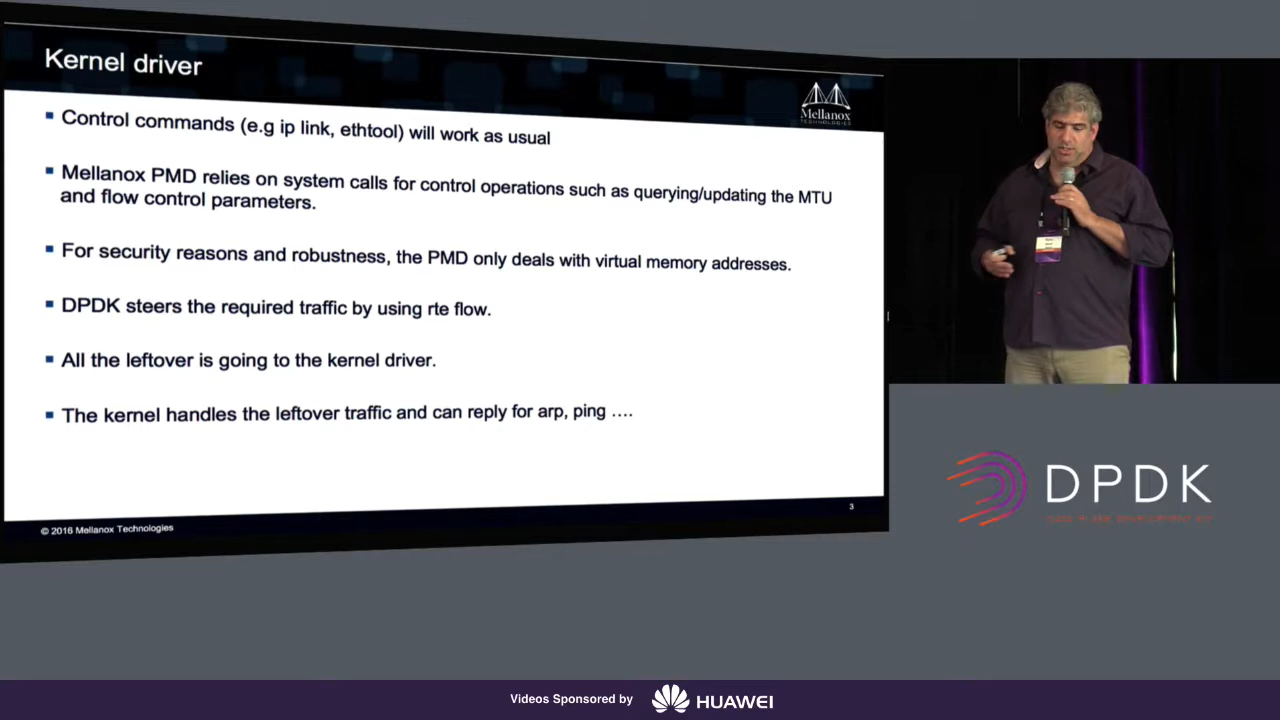 Kernel driver
Mellanox
TECHNOLOGIES
Control commands (e.g ip link, ethtool) will work as usual
Mellanox PMD relies on system calls for control operations such as querying/updating the MTU
and flow control parameters.
For security reasons and robustness, the PMD only deals with virtual memory addresses.
DPDK steers the required traffic by using rte flow.
All the leftover is going to the kernel driver.
The kernel handles the leftover traffic and can reply for arp, ping ....
3
© 2016 Mellanox Technologies
DPDK
Videos Sponsored by
HUAWEI